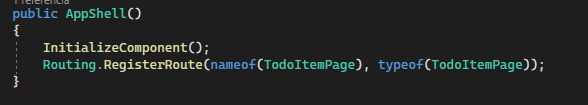 1 referencia
public AppShell()
{
InitializeComponent();
Routing.RegisterRoute(nameof(TodoItemPage), typeof(TodoItemPage));
}